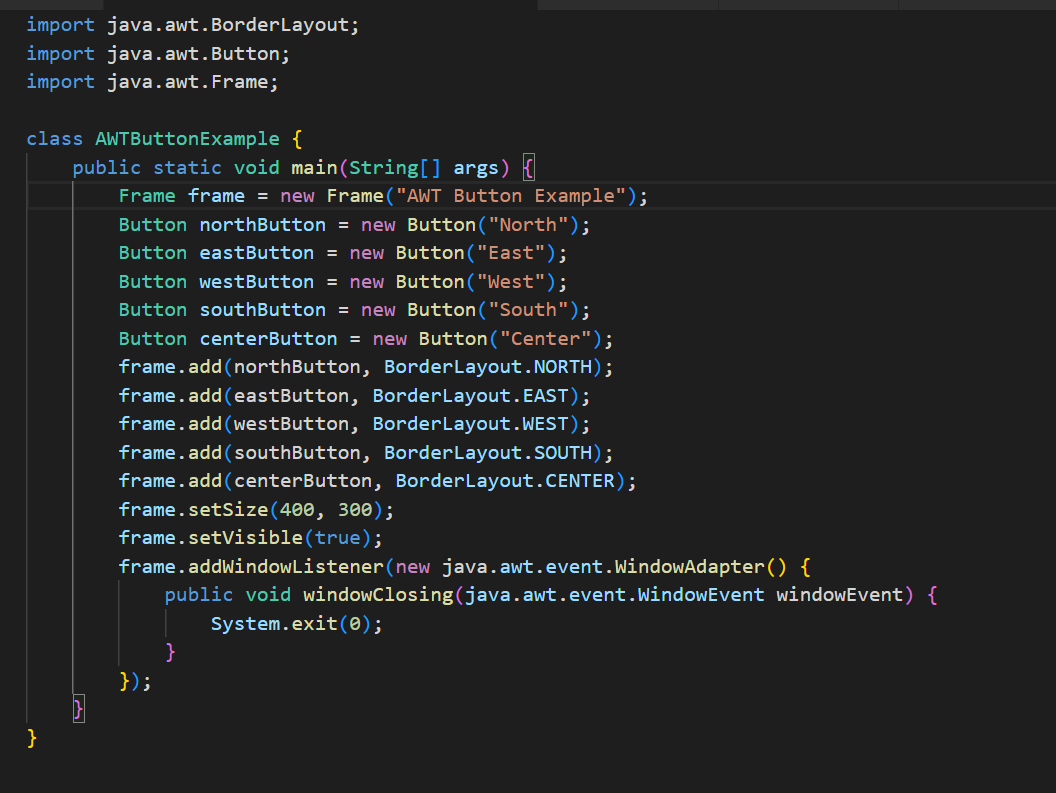 import java.awt.BorderLayout;
import java.awt.Button;
import java.awt.Frame;

class AWTButtonExample {
    public static void main(String[] args) {
        Frame frame = new Frame("AWT Button Example");
        Button northButton = new Button("North");
        Button eastButton = new Button("East");
        Button westButton = new Button("West");
        Button southButton = new Button("South");
        Button centerButton = new Button("Center");
        frame.add(northButton, BorderLayout.NORTH);
        frame.add(eastButton, BorderLayout.EAST);
        frame.add(westButton, BorderLayout.WEST);
        frame.add(southButton, BorderLayout.SOUTH);
        frame.add(centerButton, BorderLayout.CENTER);
        frame.setSize(400, 300);
        frame.setVisible(true);
        frame.addWindowListener(new java.awt.event.WindowAdapter() {
            public void windowClosing(java.awt.event.WindowEvent windowEvent) {
                System.exit(0);
            }
        });
    }
}